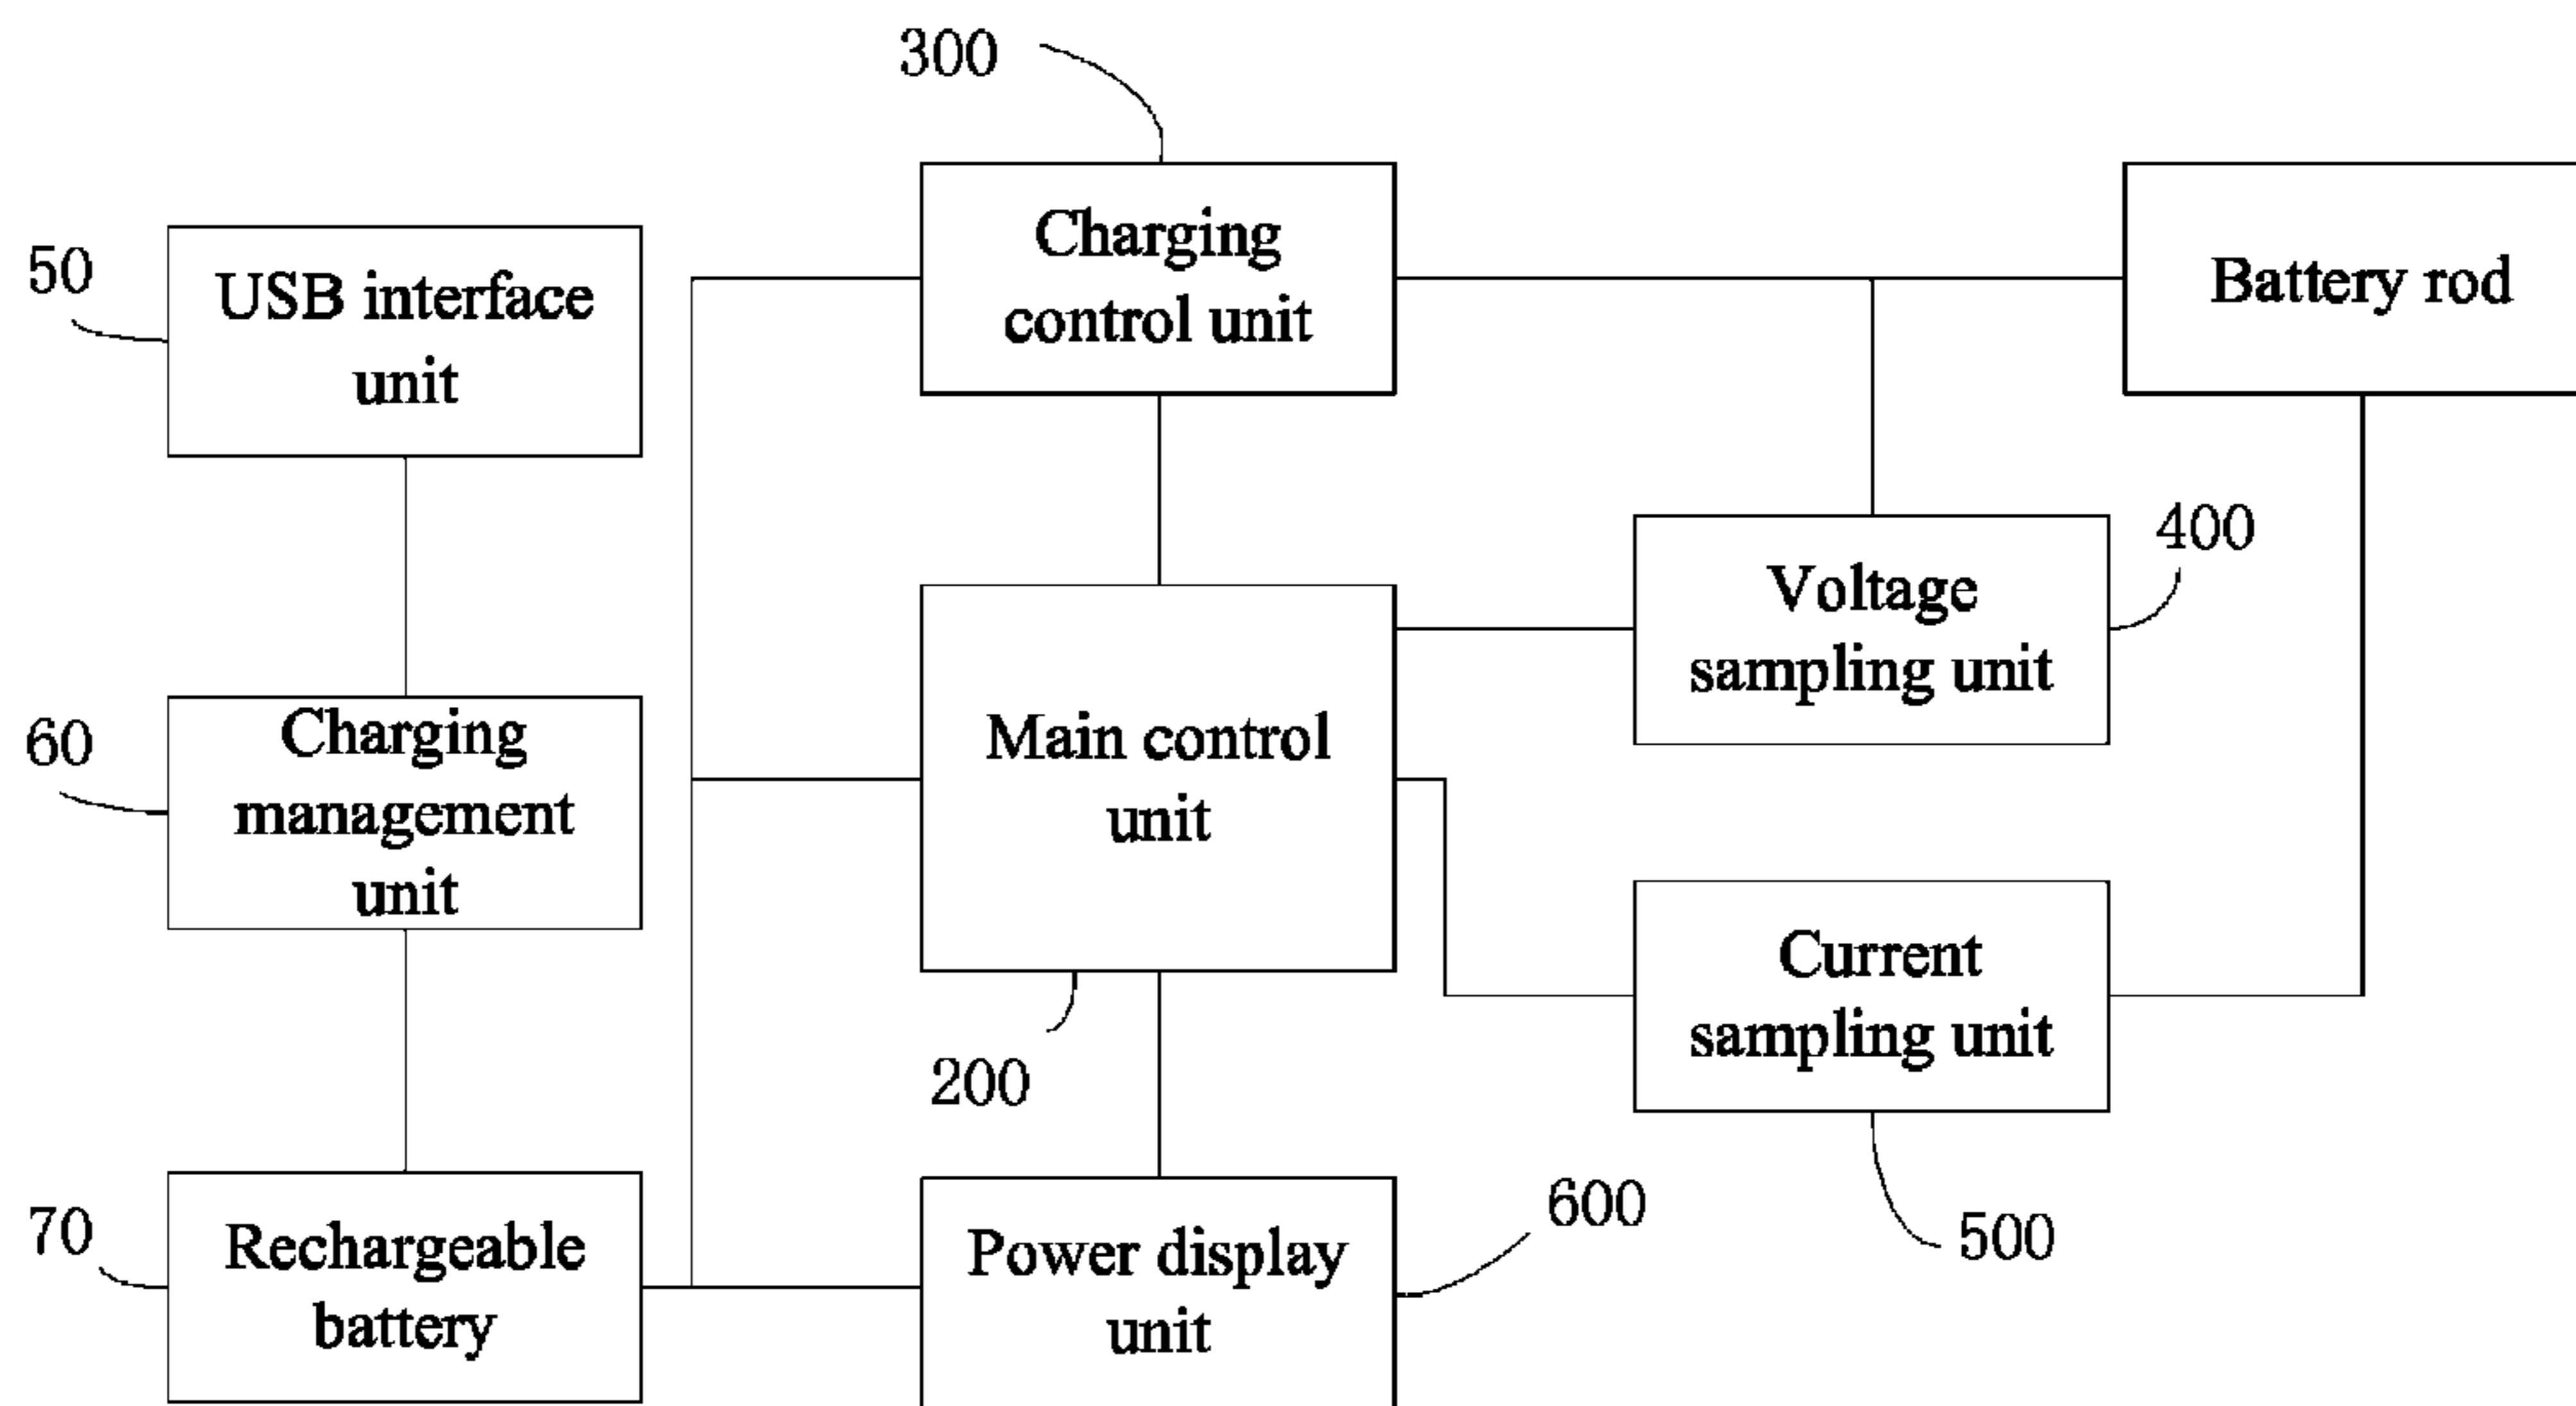 300
Charging
control unit
Battery rod
50
USB interface
unit
400
Voltage
sampling unit
60
Charging
management
unit
Main control
unit
200
Current
sampling unit
500
70
Rechargeable
battery
Power display
unit
600